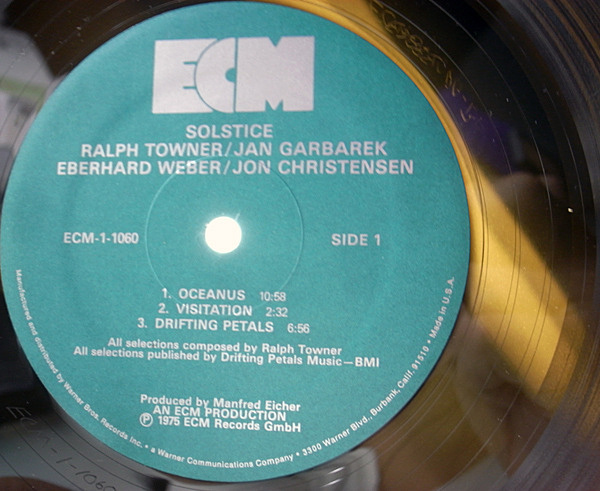 ECM
SOLSTICE
RALPH TOWNER/JAN GARBAREK
EBERHARD WEBER/JON CHRISTENSEN
ECM-1-1060
SIDE 1
1. OCEANUS 10:58
2. VISITATION 2:32
3. DRIFTING PETALS 6:56
All selections composed by Ralph Towner
All selections published by Drifting Petals Music—BMI
Produced by Manfred Eicher
AN ECM PRODUCTION
Ⓟ 1975 ECM Records GmbH
Manufactured and distributed by Warner Bros. Records Inc. • a Warner Communications Company • 3300 Warner Blvd., Burbank, Calif. 91510 • Made in U.S.A.